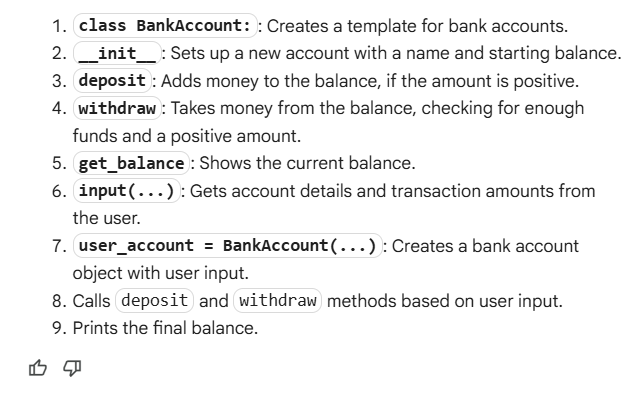 1. class BankAccount: : Creates a template for bank accounts.
2. __init__ : Sets up a new account with a name and starting balance.
3. deposit : Adds money to the balance, if the amount is positive.
4. withdraw : Takes money from the balance, checking for enough
funds and a positive amount.
5. get_balance : Shows the current balance.
6. input(...) : Gets account details and transaction amounts from
the user.
7. user_account = BankAccount(...) : Creates a bank account
object with user input.
8. Calls deposit and withdraw methods based on user input.
9. Prints the final balance.